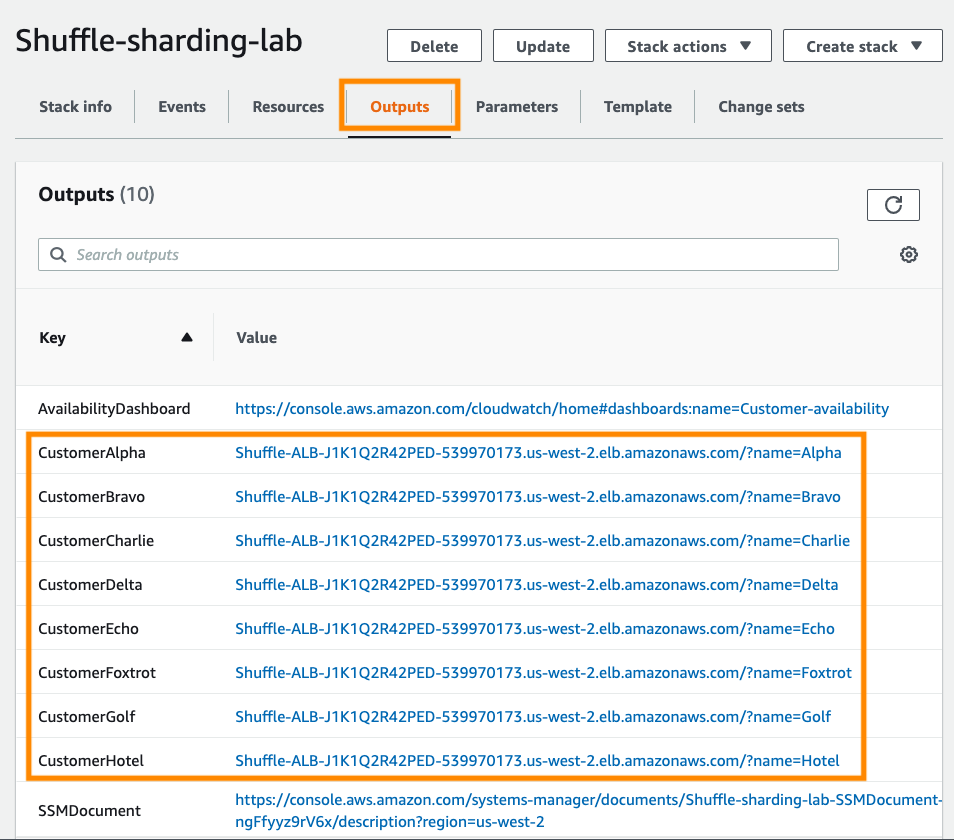 Shuffle-sharding-lab
Delete Update Stack actions Create stack
Stack info Events Resources Outputs Parameters Template Change sets
Outputs (10)
Search outputs
Key Value
AvailabilityDashboard https://console.aws.amazon.com/cloudwatch/home#dashboards:name=Customer-availability
CustomerAlpha Shuffle-ALB-J1K1Q2R42PED-539970173.us-west-2.elb.amazonaws.com/?name=Alpha
CustomerBravo Shuffle-ALB-J1K1Q2R42PED-539970173.us-west-2.elb.amazonaws.com/?name=Bravo
CustomerCharlie Shuffle-ALB-J1K1Q2R42PED-539970173.us-west-2.elb.amazonaws.com/?name=Charlie
CustomerDelta Shuffle-ALB-J1K1Q2R42PED-539970173.us-west-2.elb.amazonaws.com/?name=Delta
CustomerEcho Shuffle-ALB-J1K1Q2R42PED-539970173.us-west-2.elb.amazonaws.com/?name=Echo
CustomerFoxtrot Shuffle-ALB-J1K1Q2R42PED-539970173.us-west-2.elb.amazonaws.com/?name=Foxtrot
CustomerGolf Shuffle-ALB-J1K1Q2R42PED-539970173.us-west-2.elb.amazonaws.com/?name=Golf
CustomerHotel Shuffle-ALB-J1K1Q2R42PED-539970173.us-west-2.elb.amazonaws.com/?name=Hotel
SSMDocument https://console.aws.amazon.com/systems-manager/documents/Shuffle-sharding-lab-SSMDocument-
ngFfyyz9rV6x/description?region=us-west-2